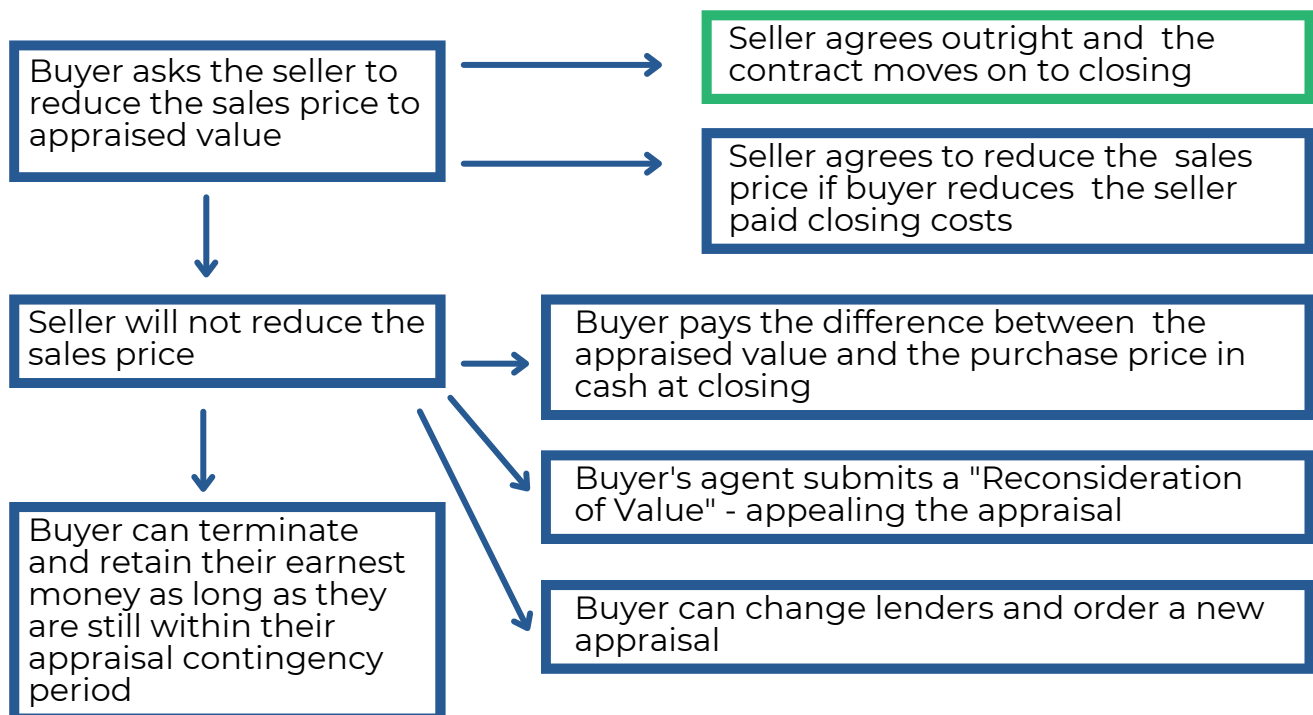 Buyer asks the seller to
reduce the sales price to
appraised value
Seller agrees outright and the
contract moves on to closing
Seller agrees to reduce the sales
price if buyer reduces the seller
paid closing costs
Seller will not reduce the
sales price
Buyer pays the difference between the
appraised value and the purchase price in
cash at closing
Buyer's agent submits a "Reconsideration
of Value" - appealing the appraisal
Buyer can change lenders and order a new
appraisal
Buyer can terminate
and retain their earnest
money as long as they
are still within their
appraisal contingency
period